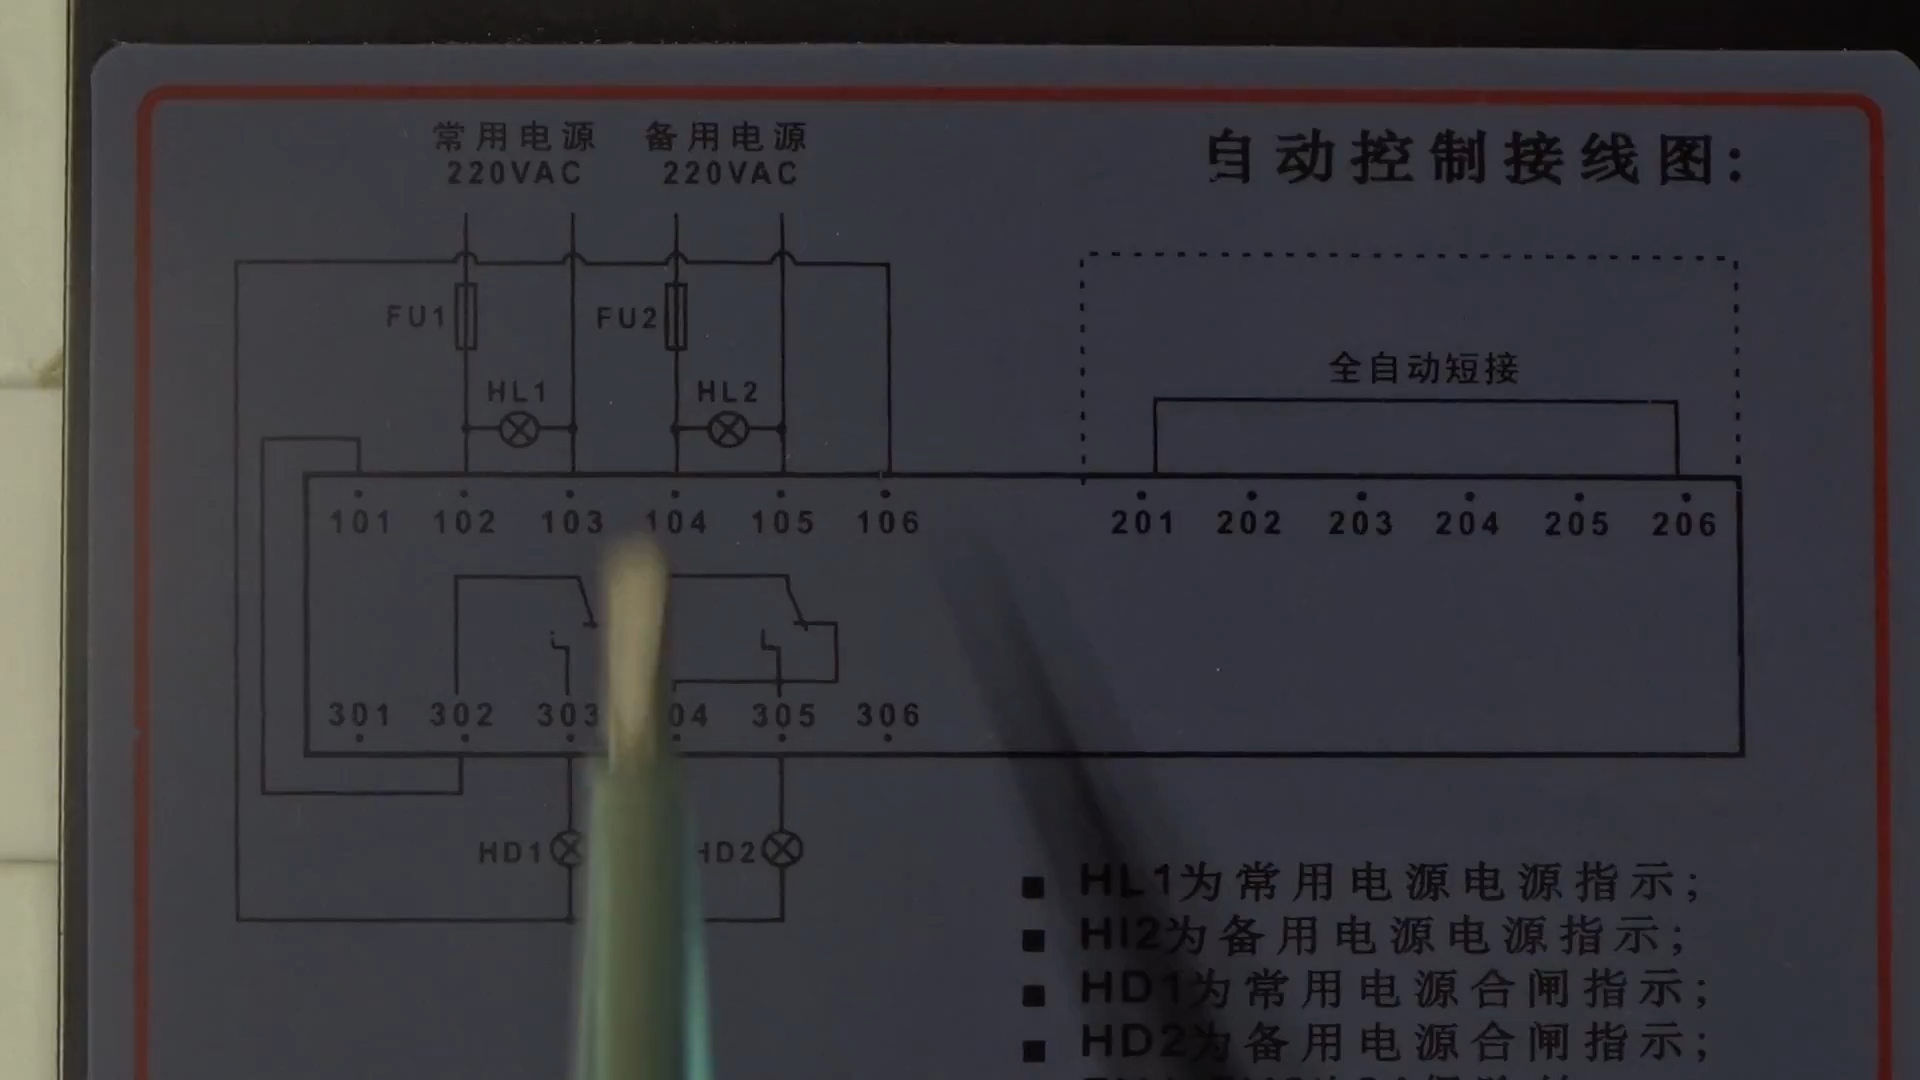 常用电源 备用电源
220VAC 220VAC
自动控制接线图:
FU1 FU2
全自动短接
HL1 HL2
101 102 103 104 105 106 201 202 203 204 205 206
301 302 303 04 305 306
HD1 HD2
■ HL1为常用电源电源指示;
■ HI2为备用电源电源指示;
■ HD1为常用电源合闸指示;
■ HD2为备用电源合闸指示;